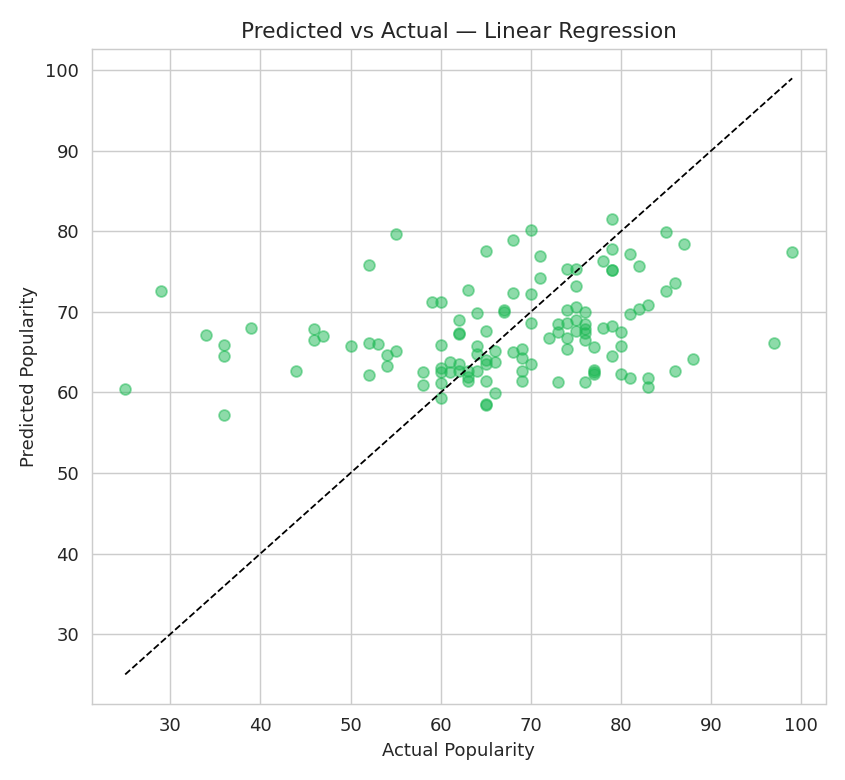 Predicted vs Actual — Linear Regression
Predicted Popularity
100
90
80
70
60
50
40
30
30 40 50 60 70 80 90 100
Actual Popularity